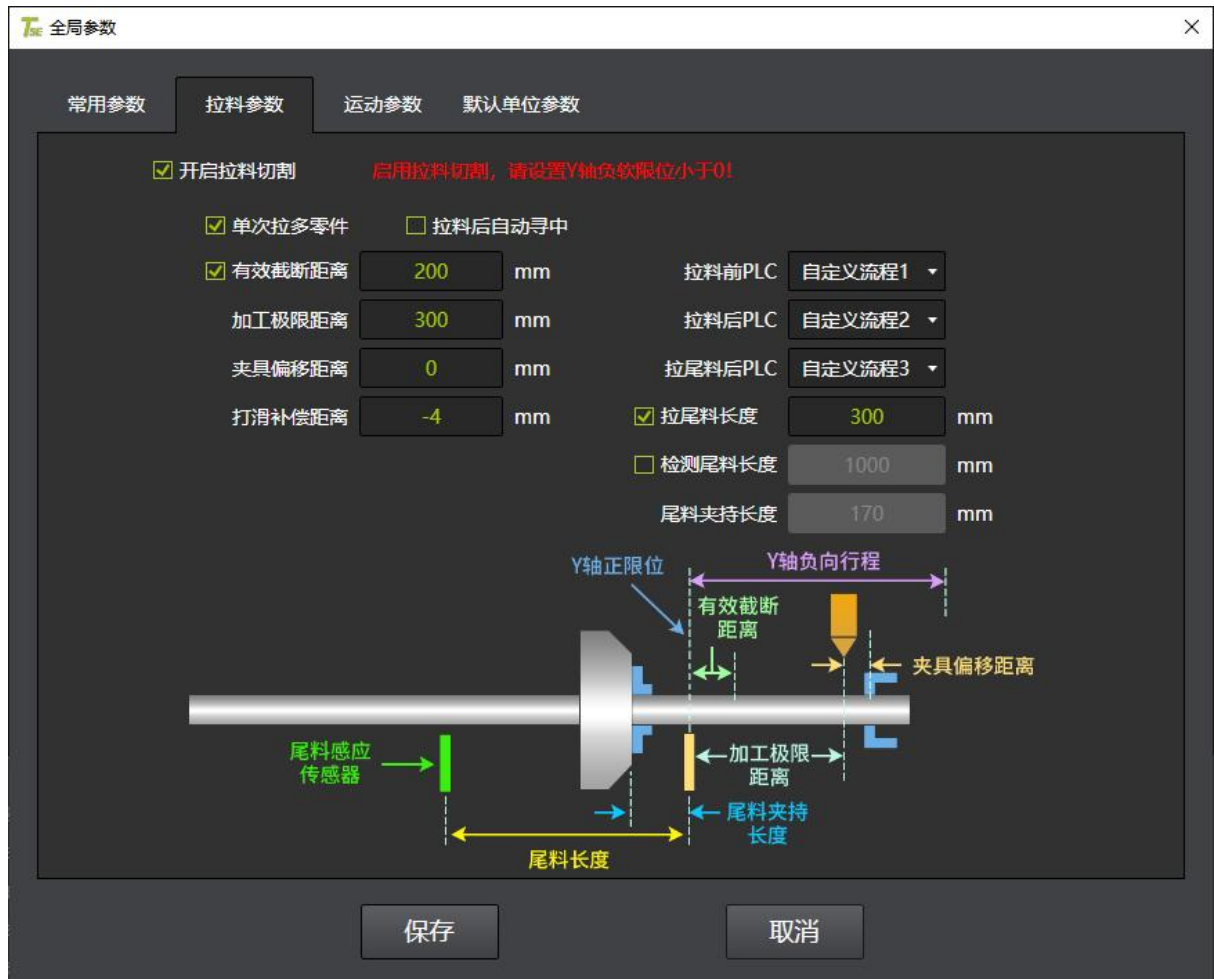 TSE 全局参数
常用参数 拉料参数 运动参数 默认单位参数
开启拉料切割 启用拉料切割，请设置Y轴负软限位小于0!
单次拉多零件 拉料后自动寻中
有效截断距离 200 mm 拉料前PLC 自定义流程1
加工极限距离 300 mm 拉料后PLC 自定义流程2
夹具偏移距离 0 mm 拉尾料后PLC 自定义流程3
打滑补偿距离 -4 mm 拉尾料长度 300 mm
检测尾料长度 1000 mm
尾料夹持长度 170 mm
Y轴正限位 Y轴负向行程
有效截断
距离
夹具偏移距离
尾料感应
传感器
加工极限
距离
尾料夹持
长度
尾料长度
保存 取消